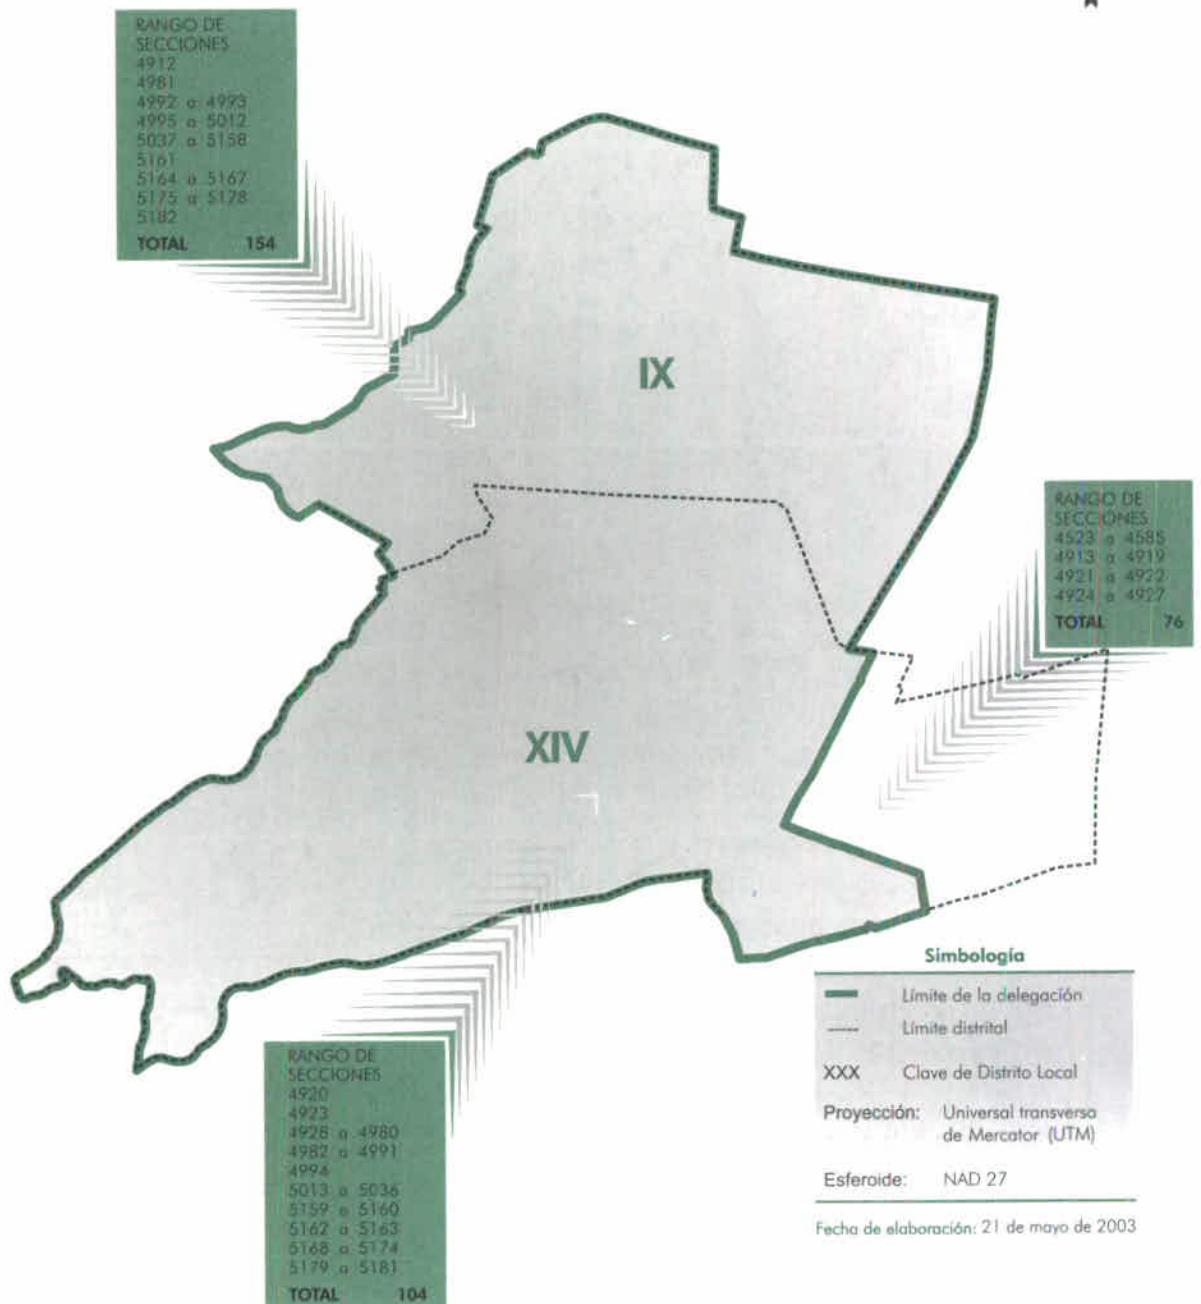 RANGO DE
SECCIONES
4912
4981
4992 a 4993
4995 a 5012
5037 a 5158
5161
5164 a 5167
5175 a 5178
5182
TOTAL 154
IX
RANGO DE
SECCIONES
4523 a 4585
4913 a 4919
4921 a 4922
4924 a 4927
TOTAL 76
XIV
RANGO DE
SECCIONES
4920
4923
4928 a 4980
4982 a 4991
4994
5013 a 5036
5159 a 5160
5162 a 5163
5168 a 5174
5179 a 5181
TOTAL 104
Simbología
Límite de la delegación
Límite distrital
XXX Clave de Distrito Local
Proyección: Universal transversa
de Mercator (UTM)
Esferoide: NAD 27
Fecha de elaboración: 21 de mayo de 2003